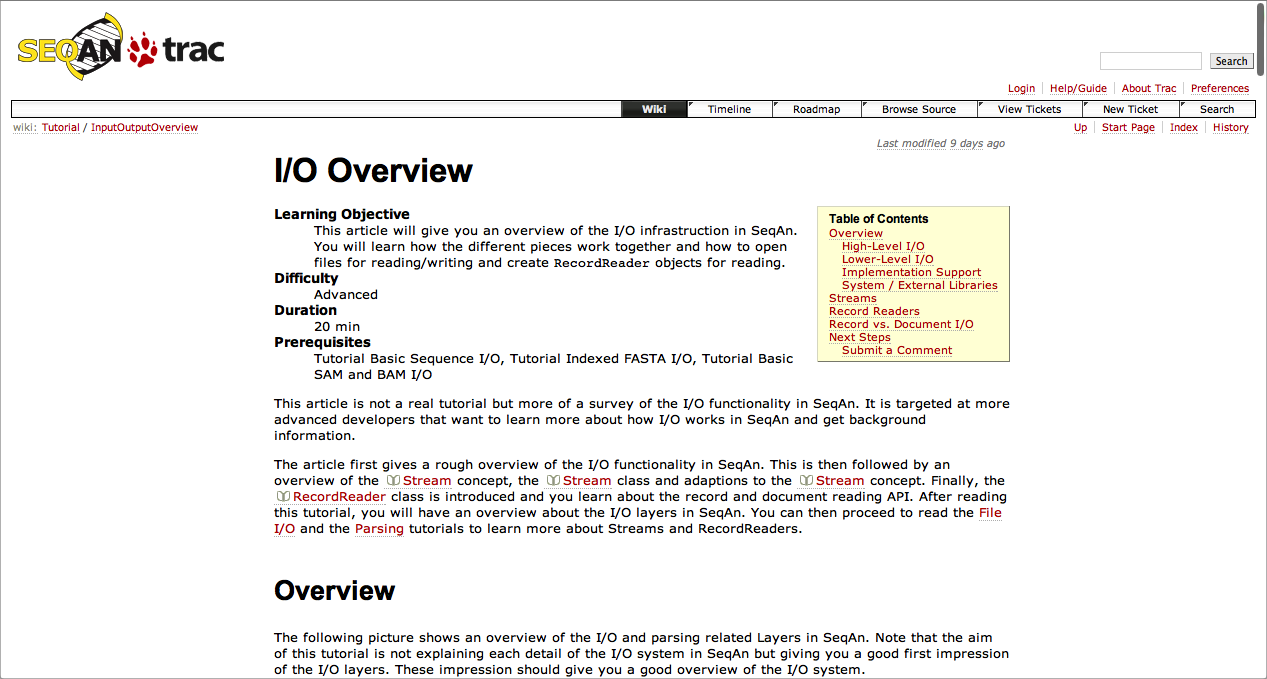 SEQAN trac
Search
Login Help/Guide About Trac Preferences
Wiki Timeline Roadmap Browse Source View Tickets New Ticket Search
wiki: Tutorial / InputOutputOverview
Up Start Page Index History
Last modified 9 days ago
I/O Overview
Learning Objective
This article will give you an overview of the I/O infrastruction in SeqAn.
You will learn how the different pieces work together and how to open
files for reading/writing and create RecordReader objects for reading.
Difficulty
Advanced
Duration
20 min
Prerequisites
Tutorial Basic Sequence I/O, Tutorial Indexed FASTA I/O, Tutorial Basic
SAM and BAM I/O
Table of Contents
Overview
High-Level I/O
Lower-Level I/O
Implementation Support
System / External Libraries
Streams
Record Readers
Record vs. Document I/O
Next Steps
Submit a Comment
This article is not a real tutorial but more of a survey of the I/O functionality in SeqAn. It is targeted at more
advanced developers that want to learn more about how I/O works in SeqAn and get background
information.
The article first gives a rough overview of the I/O functionality in SeqAn. This is then followed by an
overview of the Stream concept, the Stream class and adaptions to the Stream concept. Finally, the
RecordReader class is introduced and you learn about the record and document reading API. After reading
this tutorial, you will have an overview about the I/O layers in SeqAn. You can then proceed to read the File
I/O and the Parsing tutorials to learn more about Streams and RecordReaders.
Overview
The following picture shows an overview of the I/O and parsing related Layers in SeqAn. Note that the aim
of this tutorial is not explaining each detail of the I/O system in SeqAn but giving you a good first impression
of the I/O layers. These impression should give you a good overview of the I/O system.